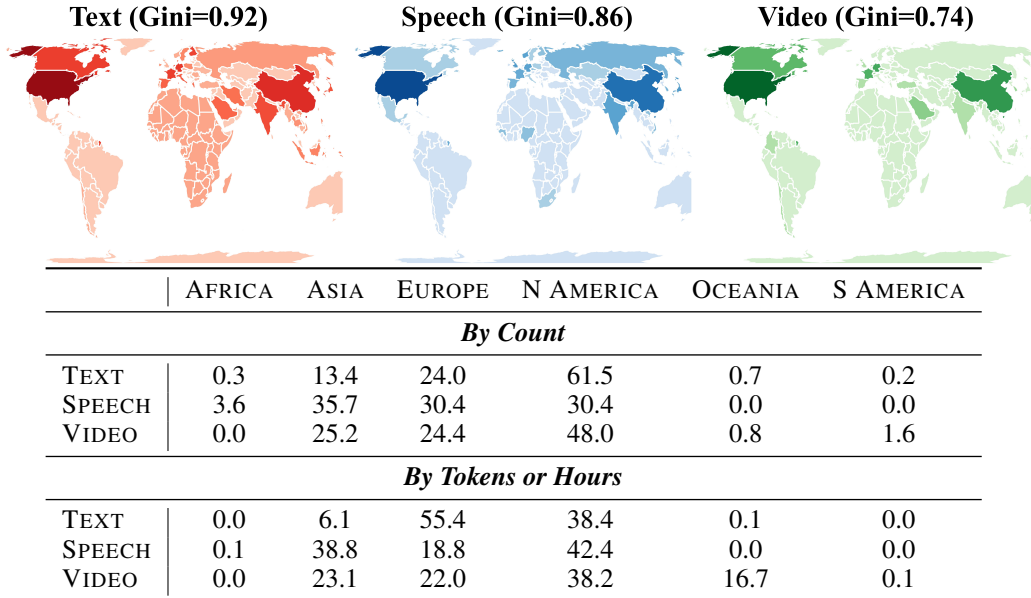 Text (Gini=0.92) Speech (Gini=0.86) Video (Gini=0.74)
AFRICA ASIA EUROPE N AMERICA OCEANIA S AMERICA
By Count
TEXT 0.3 13.4 24.0 61.5 0.7 0.2
SPEECH 3.6 35.7 30.4 30.4 0.0 0.0
VIDEO 0.0 25.2 24.4 48.0 0.8 1.6
By Tokens or Hours
TEXT 0.0 6.1 55.4 38.4 0.1 0.0
SPEECH 0.1 38.8 18.8 42.4 0.0 0.0
VIDEO 0.0 23.1 22.0 38.2 16.7 0.1